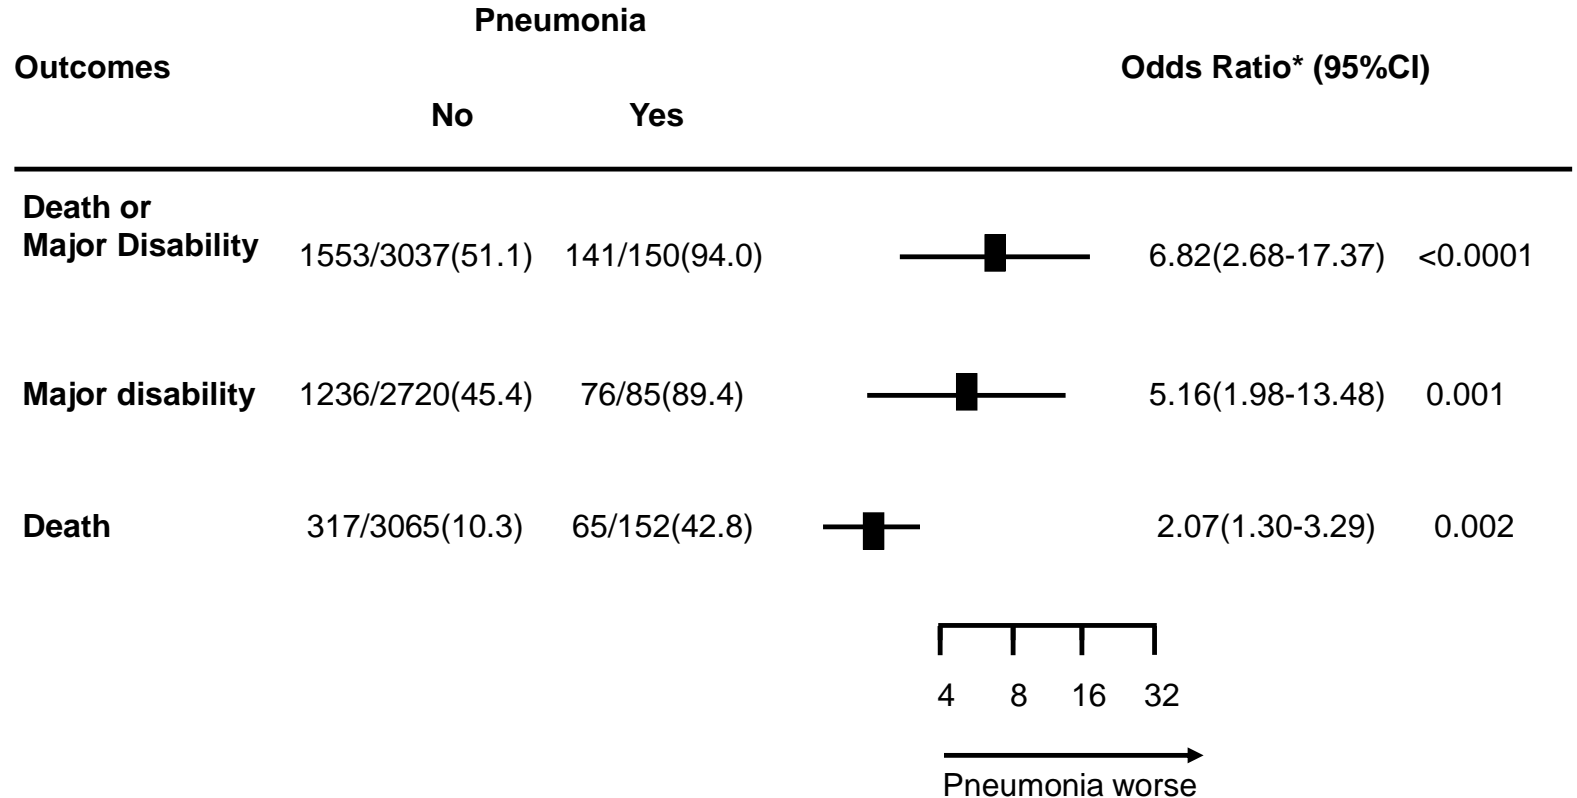 Pneumonia
Outcomes Odds Ratio* (95%CI)
No Yes
Death or
Major Disability 1553/3037(51.1) 141/150(94.0) 6.82(2.68-17.37) <0.0001
Major disability 1236/2720(45.4) 76/85(89.4) 5.16(1.98-13.48) 0.001
Death 317/3065(10.3) 65/152(42.8) 2.07(1.30-3.29) 0.002
4 8 16 32
Pneumonia worse